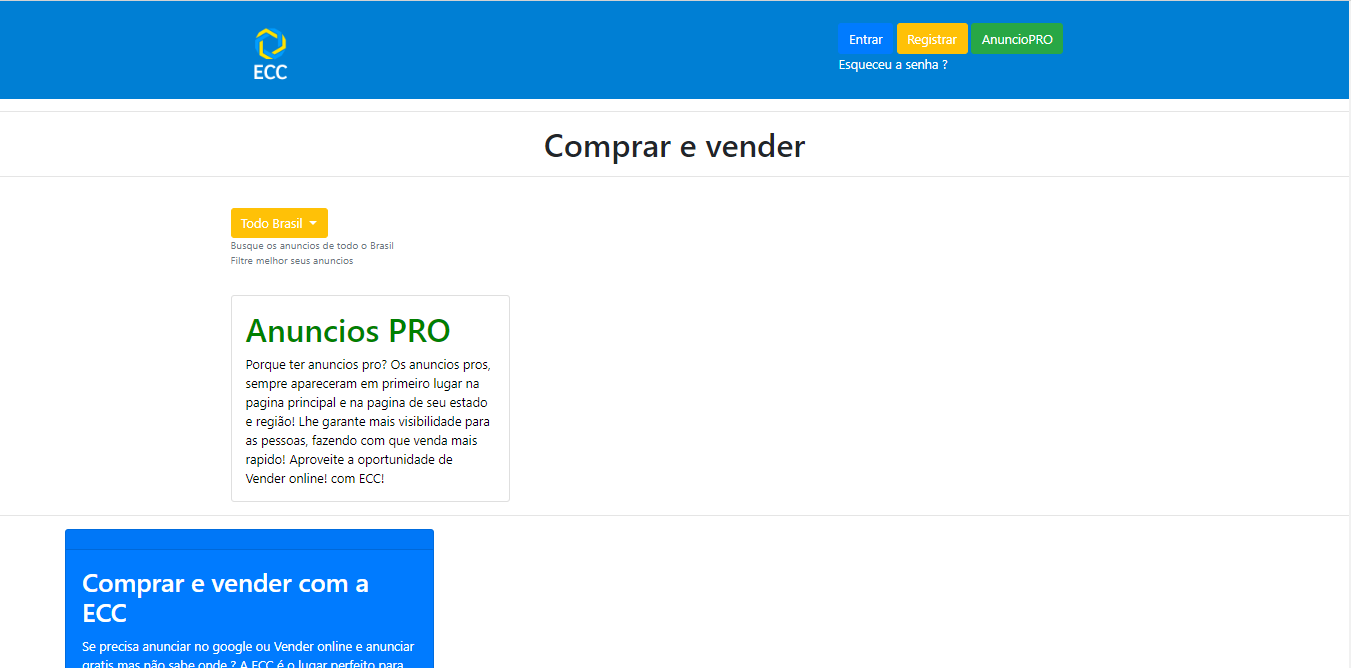 ECC
Entrar
Registrar
AnuncioPRO
Esqueceu a senha ?
Comprar e vender
Todo Brasil
Busque os anuncios de todo o Brasil
Filtre melhor seus anuncios
Anuncios PRO
Porque ter anuncios pro? Os anuncios pros,
sempre apareceram em primeiro lugar na
pagina principal e na pagina de seu estado
e região! Lhe garante mais visibilidade para
as pessoas, fazendo com que venda mais
rapido! Aproveite a oportunidade de
Vender online! com ECC!
Comprar e vender com a
ECC
Se precisa anunciar no google ou Vender online e anunciar
gratis mas não sabe onde ? A ECC é o lugar perfeito para